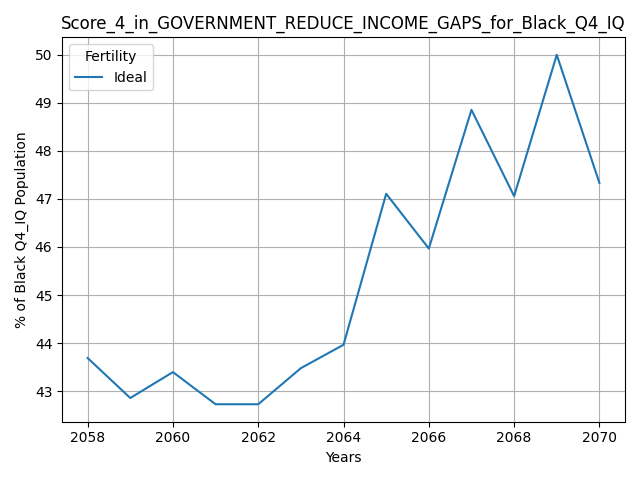 Score_4_in_GOVERNMENT_REDUCE_INCOME_GAPS_for_Black_Q4_IQ
Fertility
Ideal
% of Black Q4_IQ Population
50
49
48
47
46
45
44
43
2058 2060 2062 2064 2066 2068 2070
Years